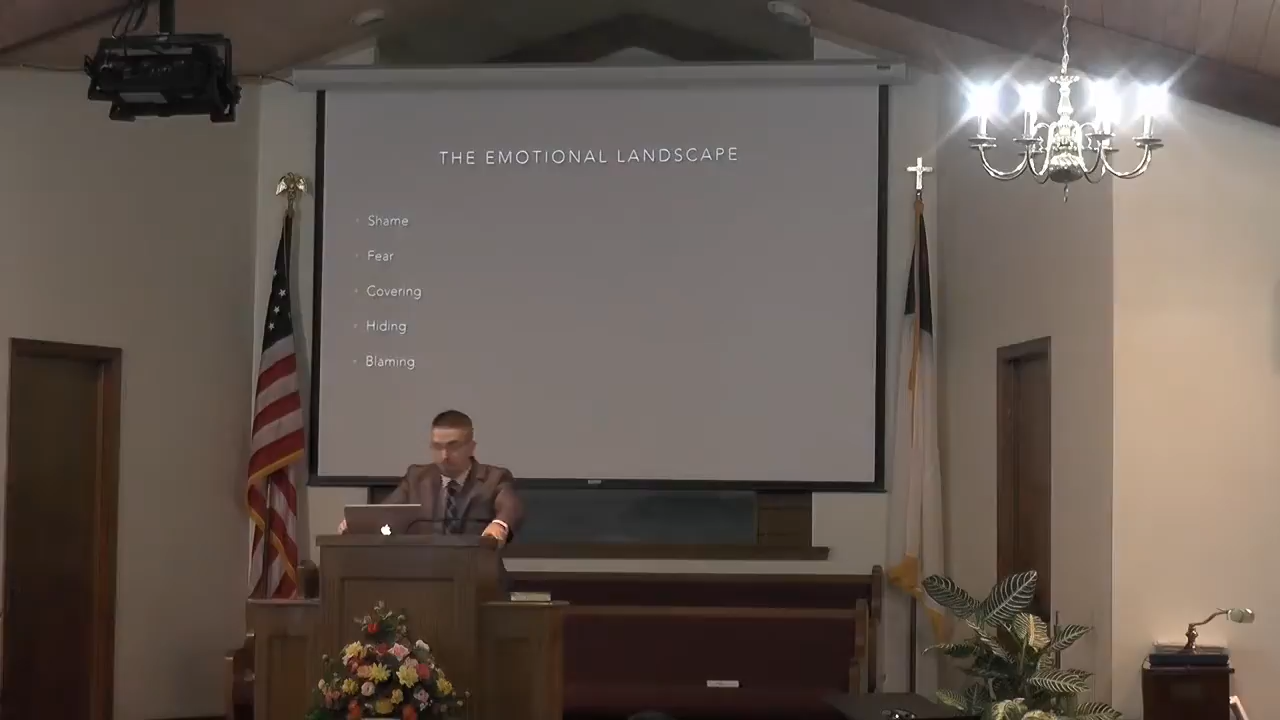 THE EMOTIONAL LANDSCAPE
Shame
Fear
Covering
Hiding
Blaming